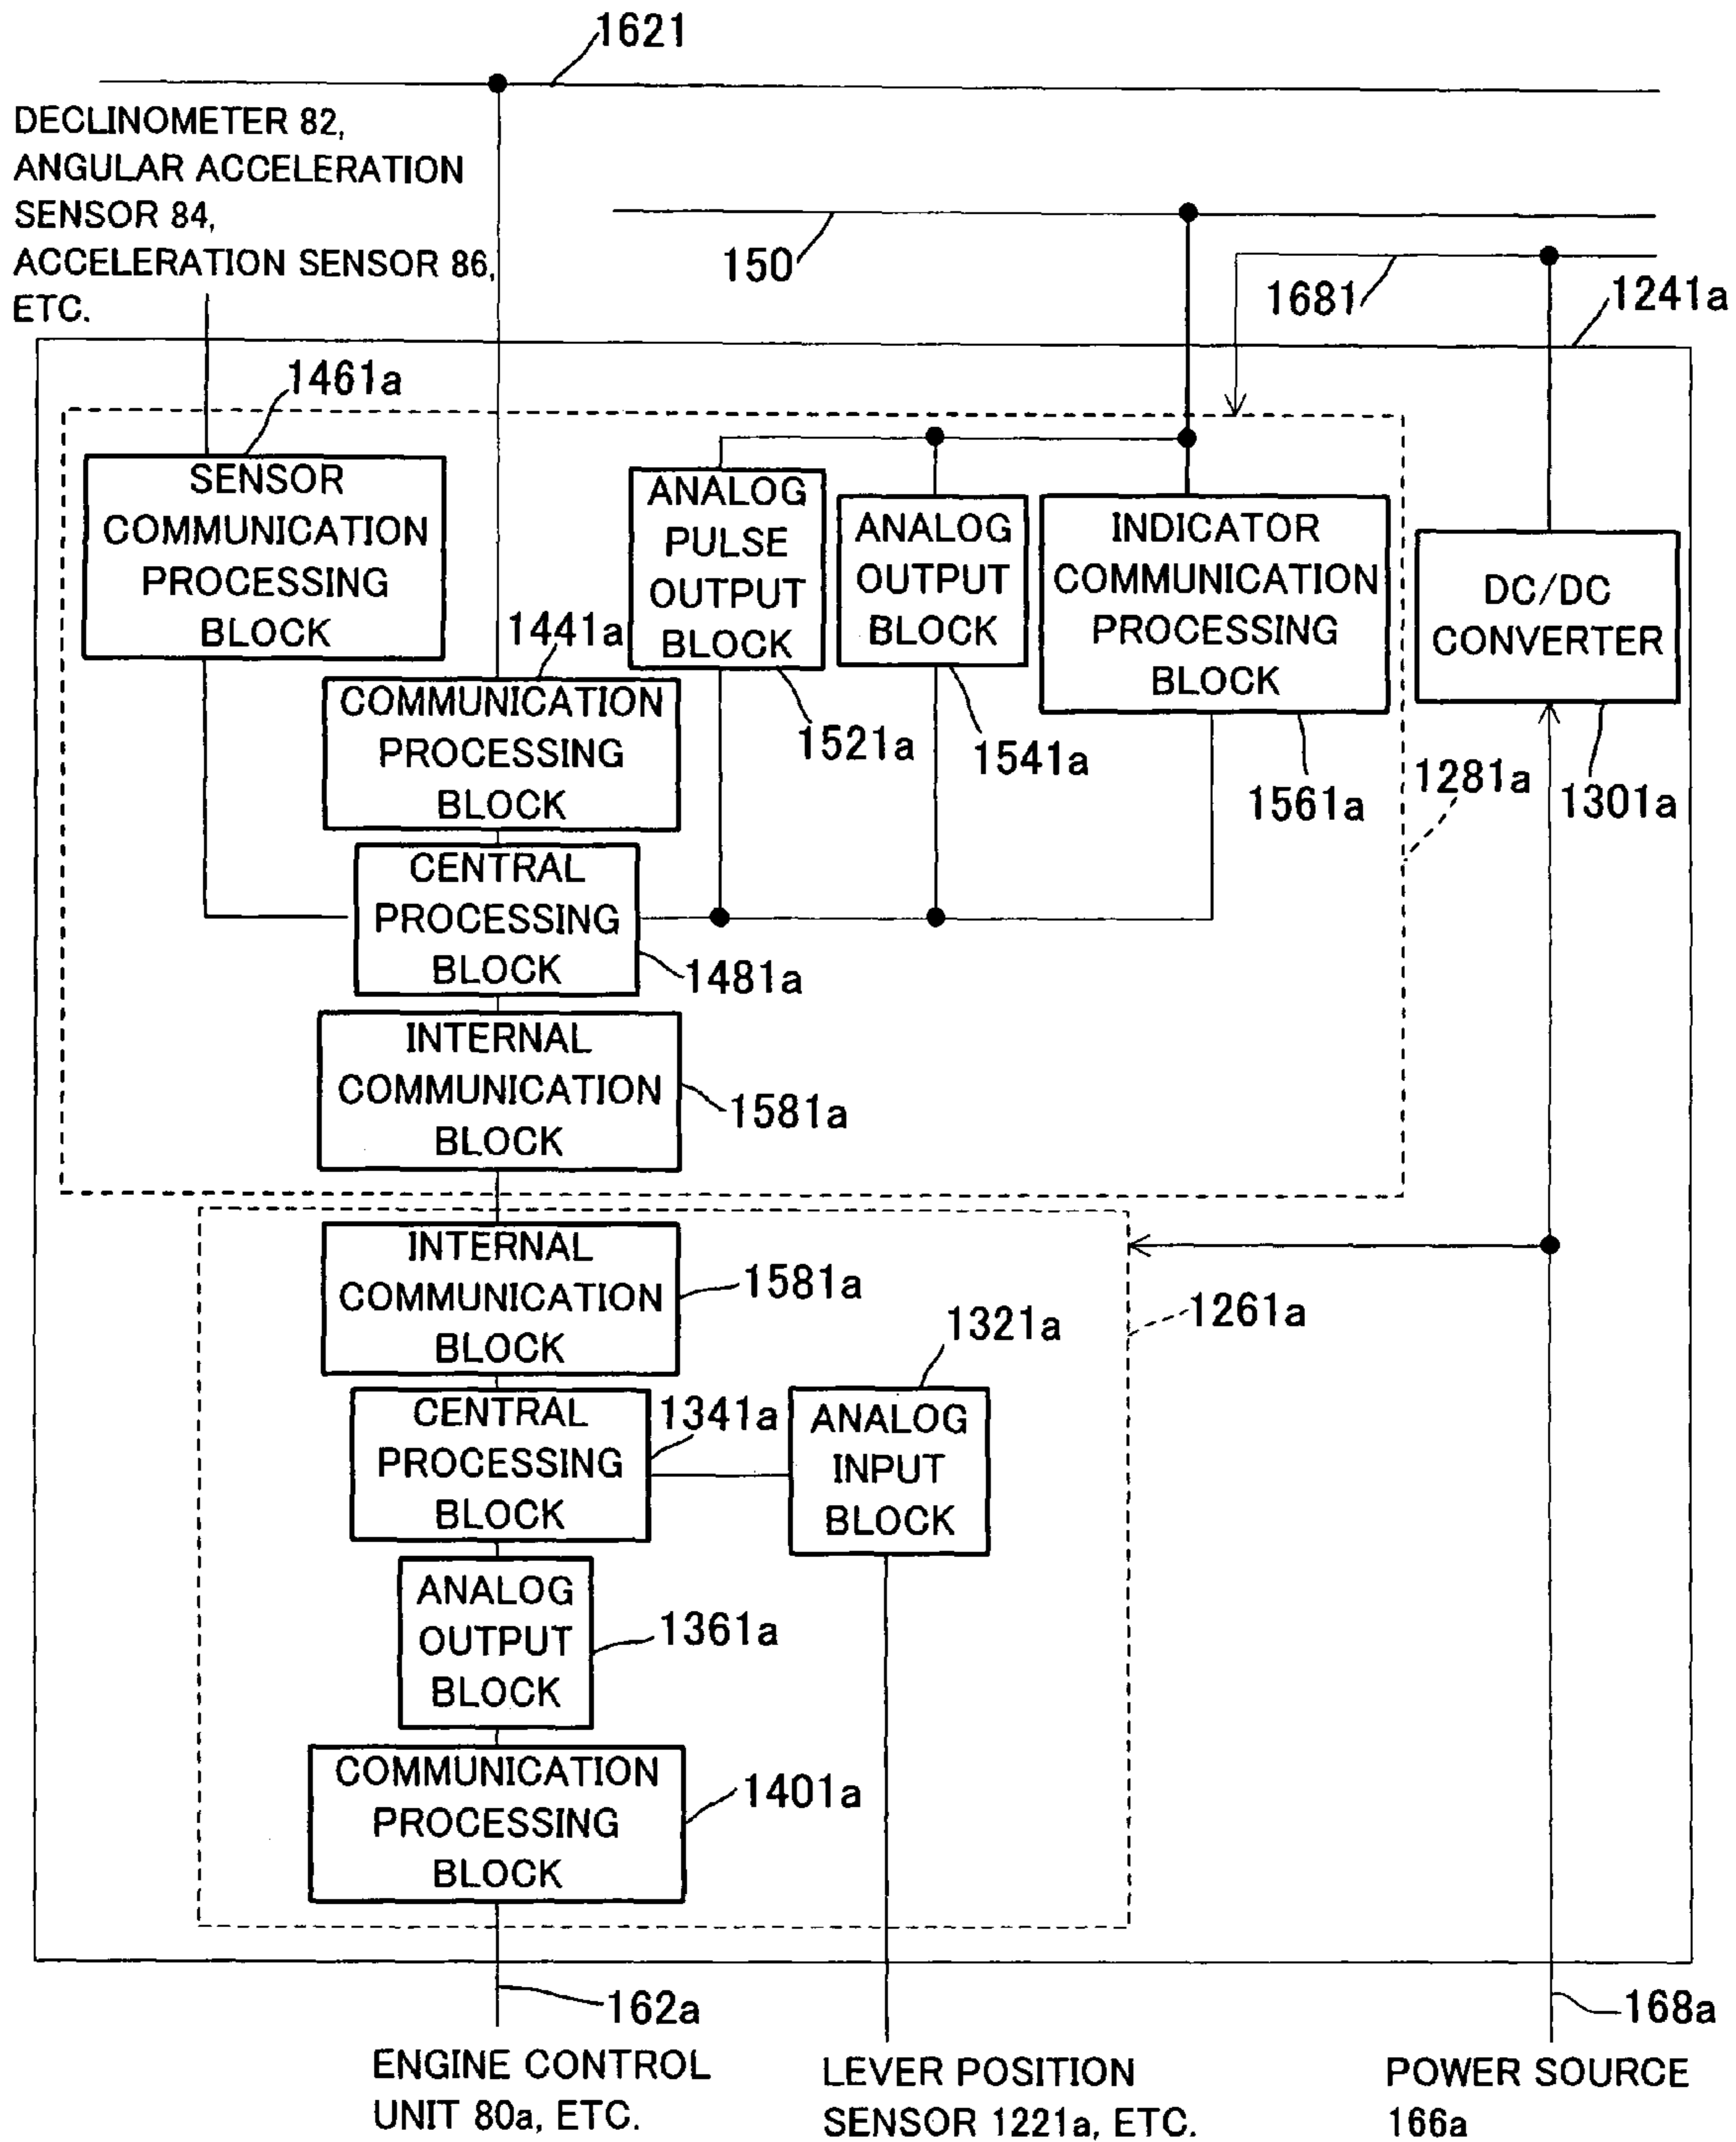 1621
DECLINOMETER 82,
ANGULAR ACCELERATION
SENSOR 84,
ACCELERATION SENSOR 86,
ETC.
150
1681
1241a
1461a
SENSOR
COMMUNICATION
PROCESSING
BLOCK
ANALOG
PULSE
OUTPUT
BLOCK
ANALOG
OUTPUT
BLOCK
INDICATOR
COMMUNICATION
PROCESSING
BLOCK
DC/DC
CONVERTER
1441a
COMMUNICATION
PROCESSING
BLOCK
1521a
1541a
1561a
1281a
1301a
CENTRAL
PROCESSING
BLOCK
1481a
INTERNAL
COMMUNICATION
BLOCK
1581a
INTERNAL
COMMUNICATION
BLOCK
1581a
1261a
1321a
CENTRAL
PROCESSING
BLOCK
1341a
ANALOG
INPUT
BLOCK
ANALOG
OUTPUT
BLOCK
1361a
COMMUNICATION
PROCESSING
BLOCK
1401a
162a
168a
ENGINE CONTROL
UNIT 80a, ETC.
LEVER POSITION
SENSOR 1221a, ETC.
POWER SOURCE
166a